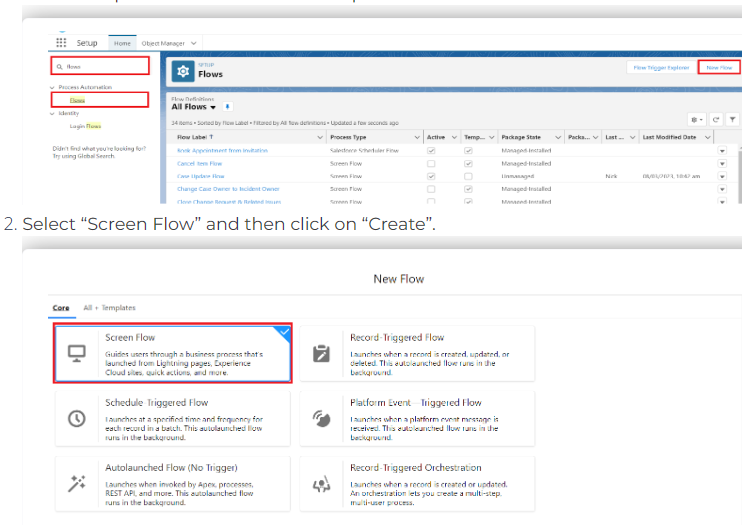 Setup Home Object Manager
flows
SETUP
Flows
Flow Trigger Explorer New Flow
Process Automation
Flows
Identity
Login Flows
Didn't find what you're looking for?
Try using Global Search.
Flow Definitions
All Flows
34 items • Sorted by Flow Label • Filtered by All flow definitions • Updated a few seconds ago
Flow Label ↑ Process Type Active Temp... Package State Packa... Last ... Last Modified Date
Book Appointment from Invitation Salesforce Scheduler Flow Managed-Installed
Cancel Item Flow Screen Flow Managed-Installed
Case Update Flow Screen Flow Unmanaged Nick 08/03/2023, 10:42 am
Change Case Owner to Incident Owner Screen Flow Managed-Installed
Close Change Request & Related Issues Screen Flow Managed-Installed
2. Select “Screen Flow” and then click on “Create”.
New Flow
Core All + Templates
Screen Flow
Guides users through a business process that's
launched from Lightning pages, Experience
Cloud sites, quick actions, and more.
Record-Triggered Flow
Launches when a record is created, updated, or
deleted. This autolaunched flow runs in the
background.
Schedule-Triggered Flow
Launches at a specified time and frequency for
each record in a batch. This autolaunched flow
runs in the background.
Platform Event—Triggered Flow
Launches when a platform event message is
received. This autolaunched flow runs in the
background.
Autolaunched Flow (No Trigger)
Launches when invoked by Apex, processes,
REST API, and more. This autolaunched flow
runs in the background.
Record-Triggered Orchestration
Launches when a record is created or updated.
An orchestration lets you create a multi-step,
multi-user process.